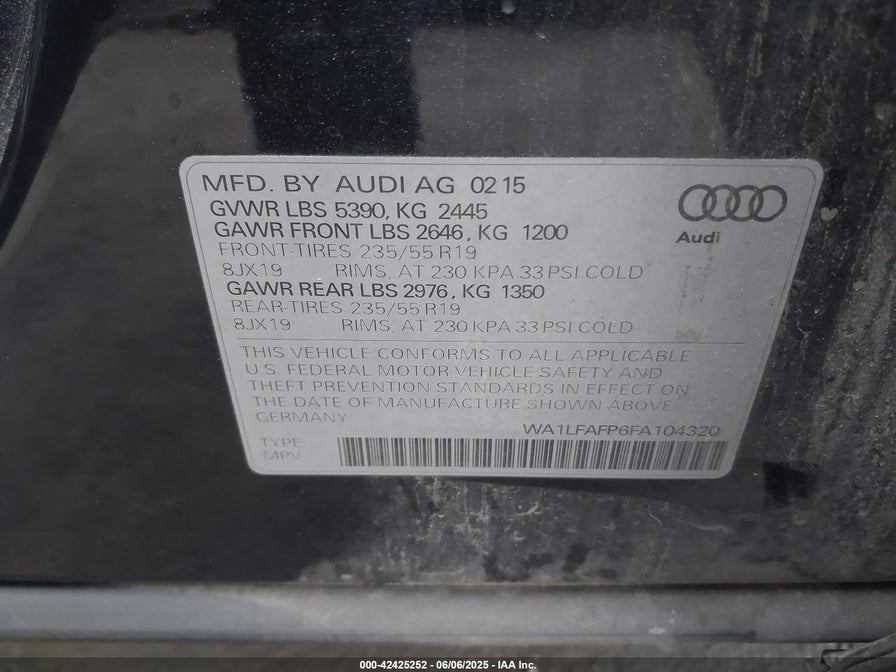 MFD. BY AUDI AG 02 15
GVWR LBS 5390, KG 2445
GAWR FRONT LBS 2646, KG 1200
FRONT-TIRES 235/55 R19
8JX19 RIMS, AT 230 KPA 33 PSI COLD
GAWR REAR LBS 2976, KG 1350
REAR-TIRES 235/55 R19
8JX19 RIMS, AT 230 KPA 33 PSI COLD
Audi
THIS VEHICLE CONFORMS TO ALL APPLICABLE
U.S. FEDERAL MOTOR VEHICLE SAFETY AND
THEFT PREVENTION STANDARDS IN EFFECT ON
THE DATE OF MANUFACTURE SHOWN ABOVE
GERMANY
WA1LFAFP6FA104320
TYPE
MPV
000-42425252 - 06/06/2025 - IAA Inc.